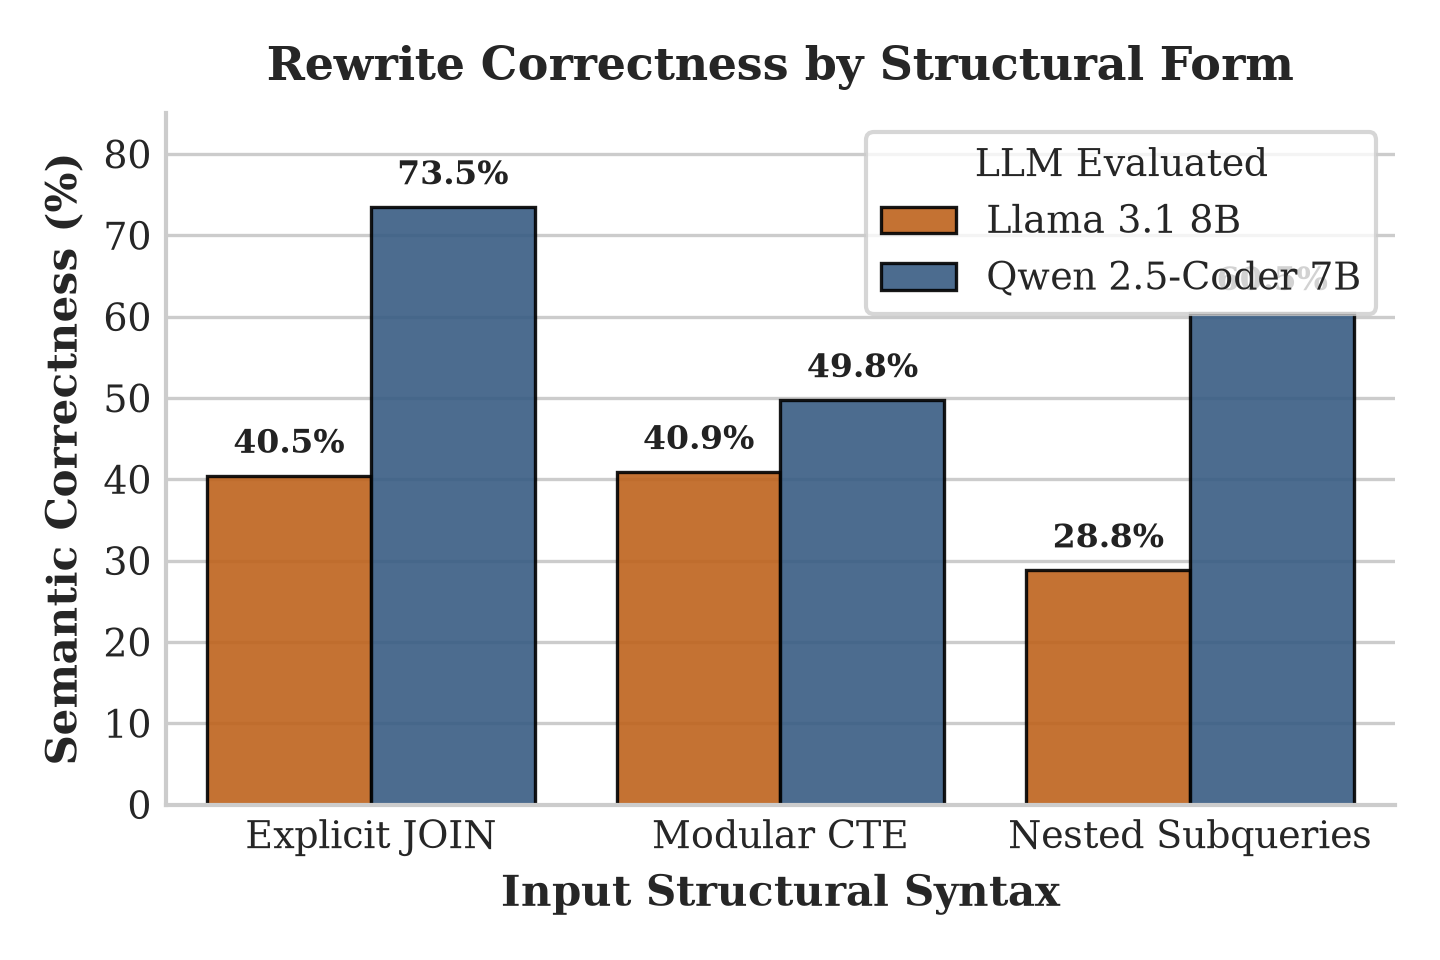 Rewrite Correctness by Structural Form
Semantic Correctness (%)
80
70
60
50
40
30
20
10
0
LLM Evaluated
Llama 3.1 8B
Qwen 2.5-Coder 7B
40.5%
73.5%
40.9%
49.8%
28.8%
60.5%
Explicit JOIN
Modular CTE
Nested Subqueries
Input Structural Syntax